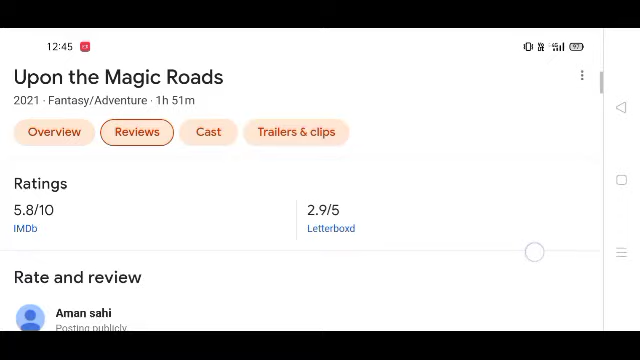 12:45
Upon the Magic Roads
2021 · Fantasy/Adventure · 1h 51m
Overview Reviews Cast Trailers & clips
Ratings
5.8/10 2.9/5
IMDb Letterboxd
Rate and review
Aman sahi
Posting publicly